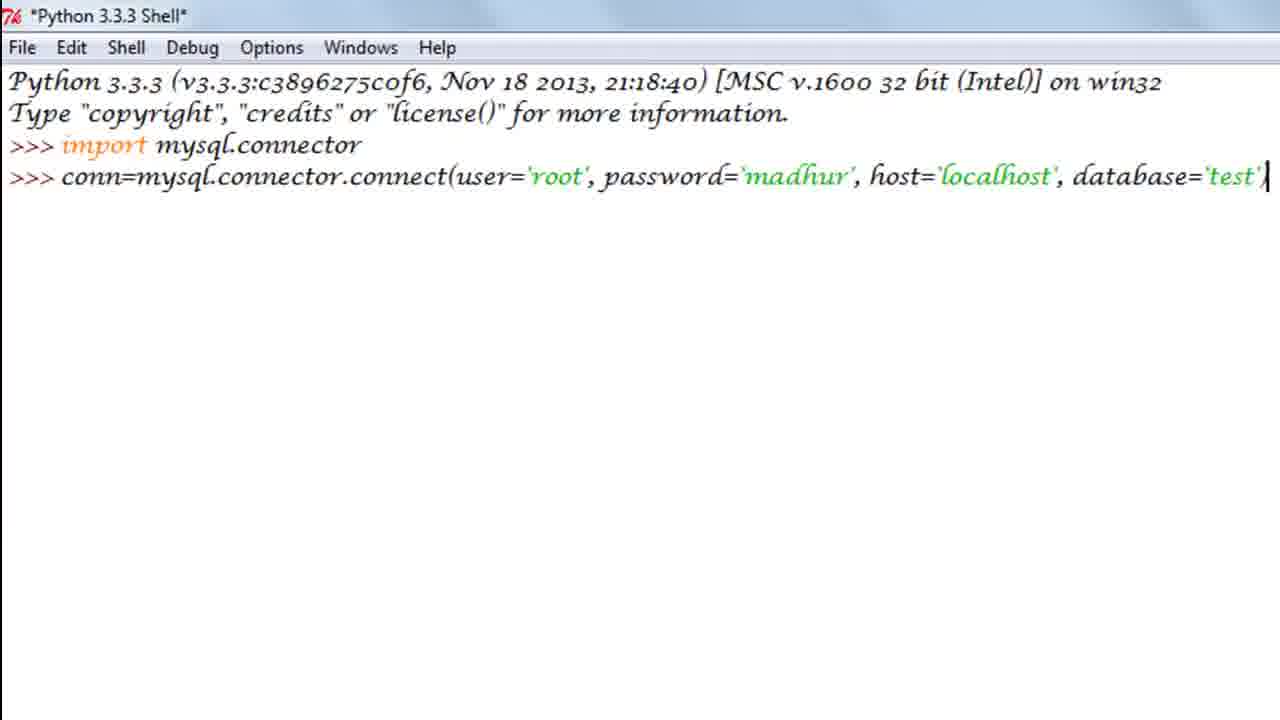 *Python 3.3.3 Shell*
File Edit Shell Debug Options Windows Help
Python 3.3.3 (v3.3.3:c3896275c0f6, Nov 18 2013, 21:18:40) [MSC v.1600 32 bit (Intel)] on win32
Type "copyright", "credits" or "license()" for more information.
>>> import mysql.connector
>>> conn=mysql.connector.connect(user='root', password='madhur', host='localhost', database='test')